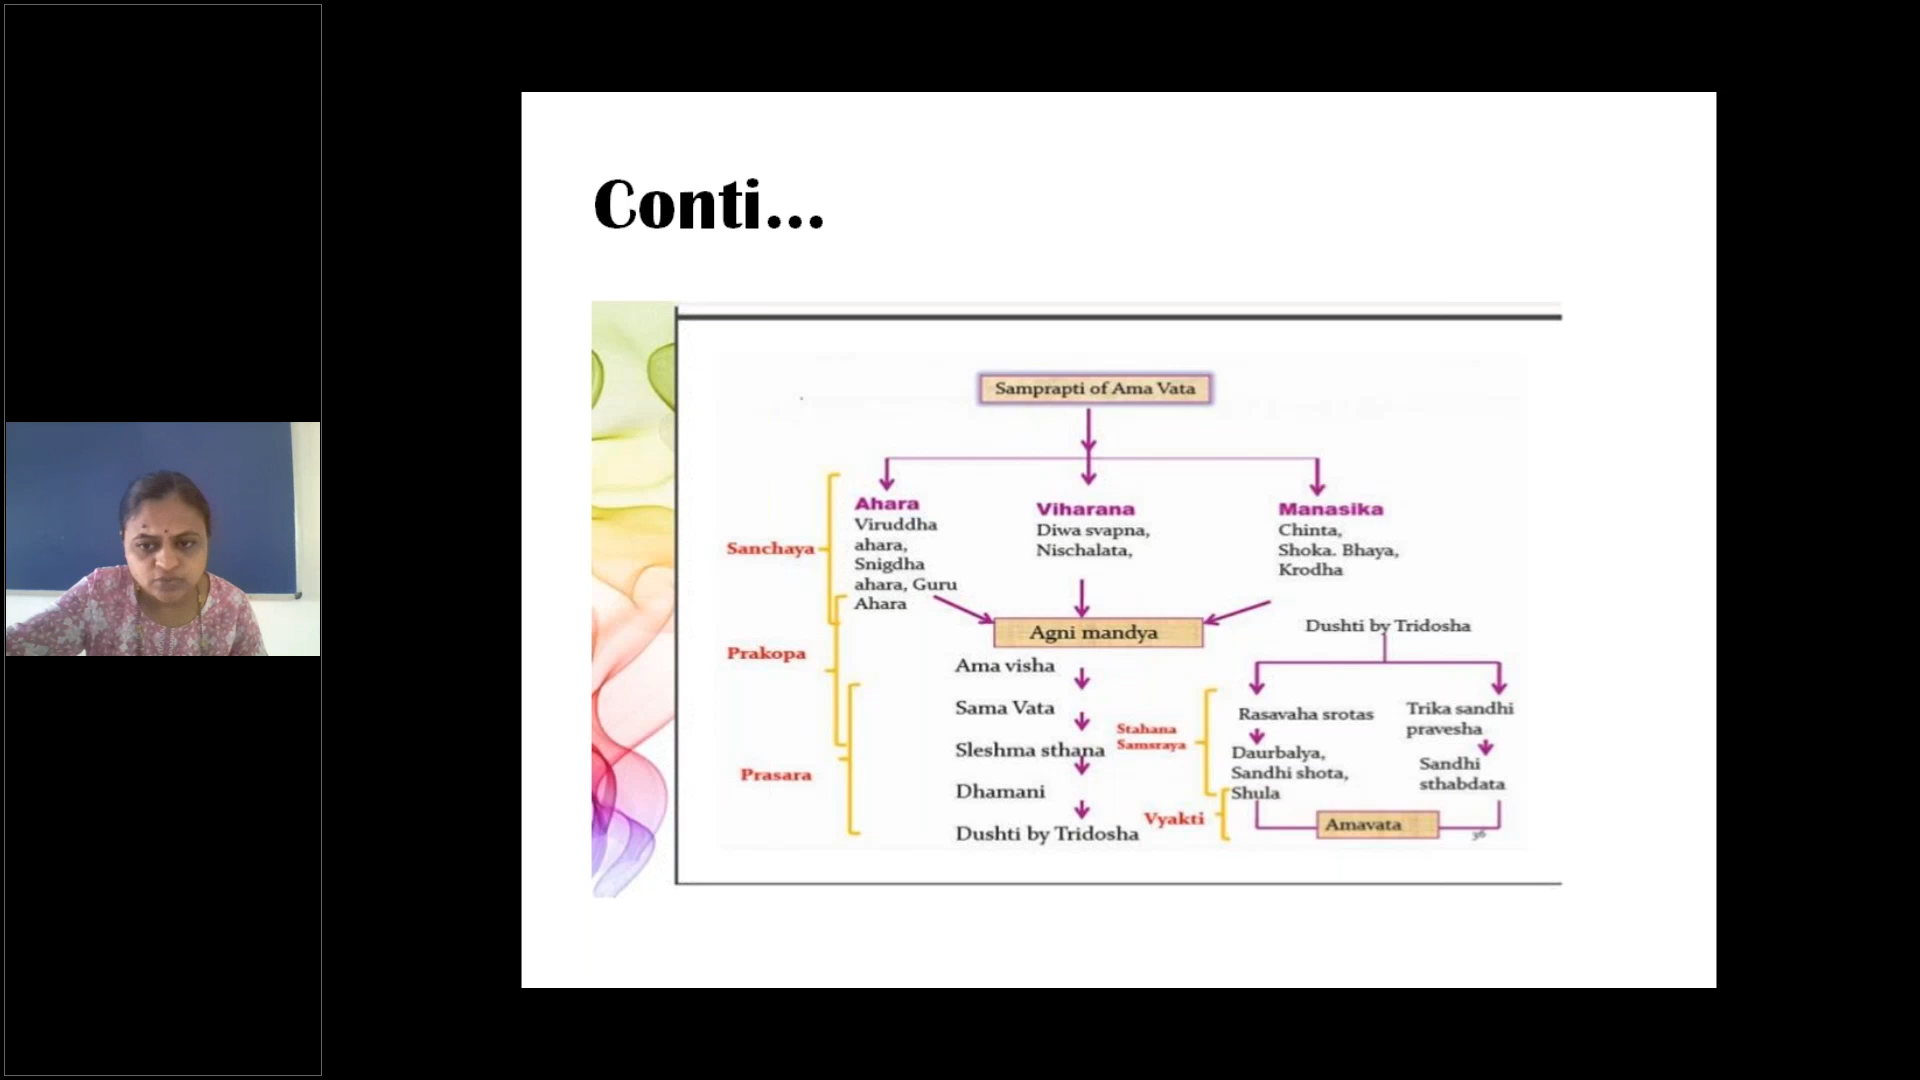 Conti...
Samprapti of Ama Vata
Ahara
Viruddha
ahara,
Snigdha
ahara, Guru
Ahara
Viharana
Diwa svapna,
Nischalata,
Manasika
Chinta,
Shoka. Bhaya,
Krodha
Sanchaya
Prakopa
Prasara
Agni mandya
Ama visha
Sama Vata
Sleshma sthana
Dhamani
Dushti by Tridosha
Dushti by Tridosha
Stahana
Samsraya
Vyakti
Rasavaha srotas
Daurbalya,
Sandhi shota,
Shula
Trika sandhi
pravesha
Sandhi
sthabdata
Amavata
36